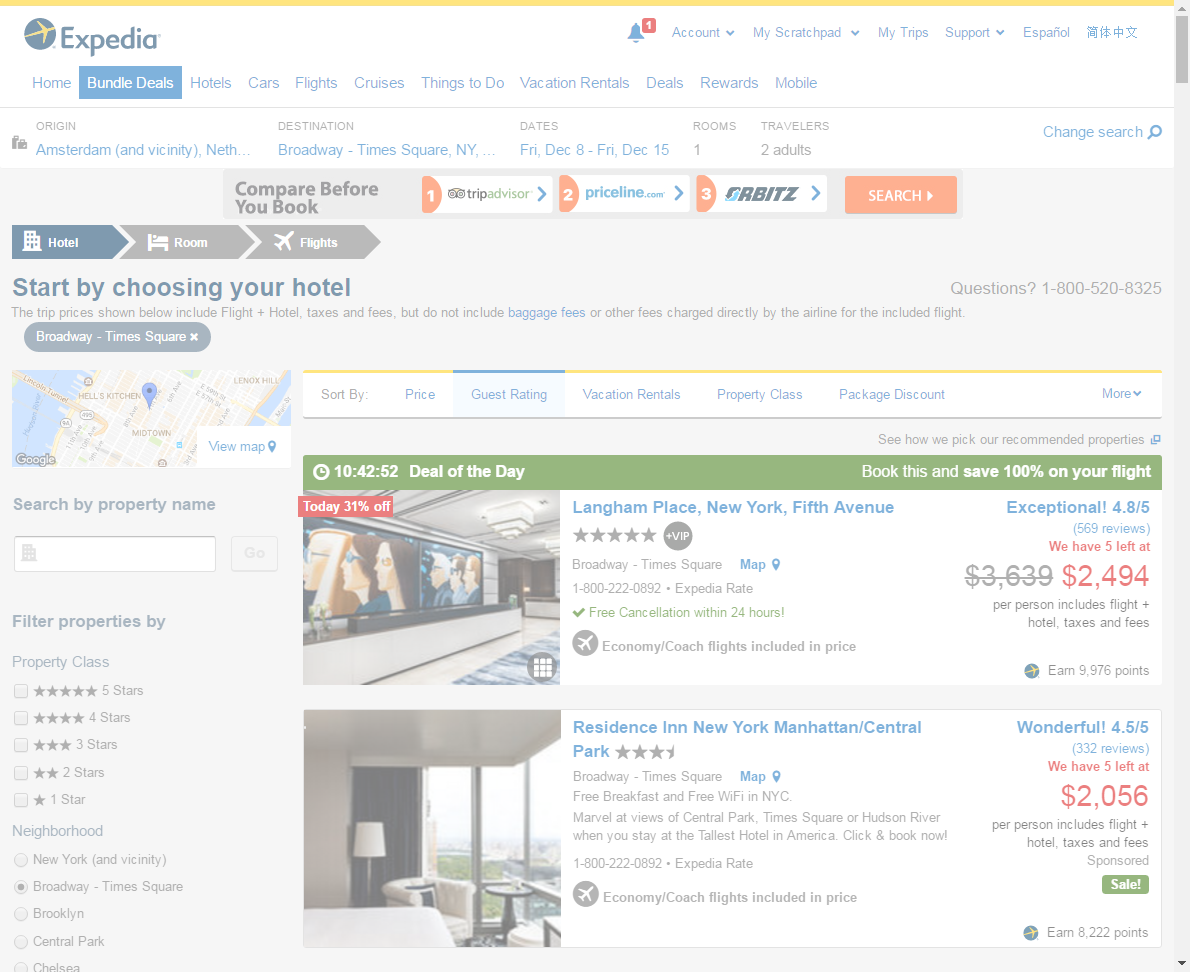 Expedia
1
Account
My Scratchpad
My Trips
Support
Español
简体中文
Home
Bundle Deals
Hotels
Cars
Flights
Cruises
Things to Do
Vacation Rentals
Deals
Rewards
Mobile
ORIGIN
DESTINATION
DATES
ROOMS
TRAVELERS
Amsterdam (and vicinity), Neth...
Broadway - Times Square, NY, ...
Fri, Dec 8 - Fri, Dec 15
1
2 adults
Change search
Compare Before
You Book
1 tripadvisor
2 priceline.com
3 ORBITZ
SEARCH
Hotel
Room
Flights
Start by choosing your hotel
Questions? 1-800-520-8325
The trip prices shown below include Flight + Hotel, taxes and fees, but do not include baggage fees or other fees charged directly by the airline for the included flight.
Broadway - Times Square ×
Lincoln Tunnel
Hudson River
HELL'S KITCHEN
E 59th St
E 57th St
LENOX HILL
495
MIDTOWN
Google
View map
Sort By:
Price
Guest Rating
Vacation Rentals
Property Class
Package Discount
More
See how we pick our recommended properties
Search by property name
Go
Filter properties by
Property Class
5 Stars
4 Stars
3 Stars
2 Stars
1 Star
Neighborhood
New York (and vicinity)
Broadway - Times Square
Brooklyn
Central Park
Chelsea
10:42:52 Deal of the Day
Book this and save 100% on your flight
Today 31% off
Langham Place, New York, Fifth Avenue
+VIP
Broadway - Times Square
Map
1-800-222-0892 • Expedia Rate
Free Cancellation within 24 hours!
Economy/Coach flights included in price
Exceptional! 4.8/5
(569 reviews)
We have 5 left at
$3,639 $2,494
per person includes flight +
hotel, taxes and fees
Earn 9,976 points
Residence Inn New York Manhattan/Central
Park
Broadway - Times Square
Map
Free Breakfast and Free WiFi in NYC.
Marvel at views of Central Park, Times Square or Hudson River
when you stay at the Tallest Hotel in America. Click & book now!
1-800-222-0892 • Expedia Rate
Economy/Coach flights included in price
Wonderful! 4.5/5
(332 reviews)
We have 5 left at
$2,056
per person includes flight +
hotel, taxes and fees
Sponsored
Sale!
Earn 8,222 points